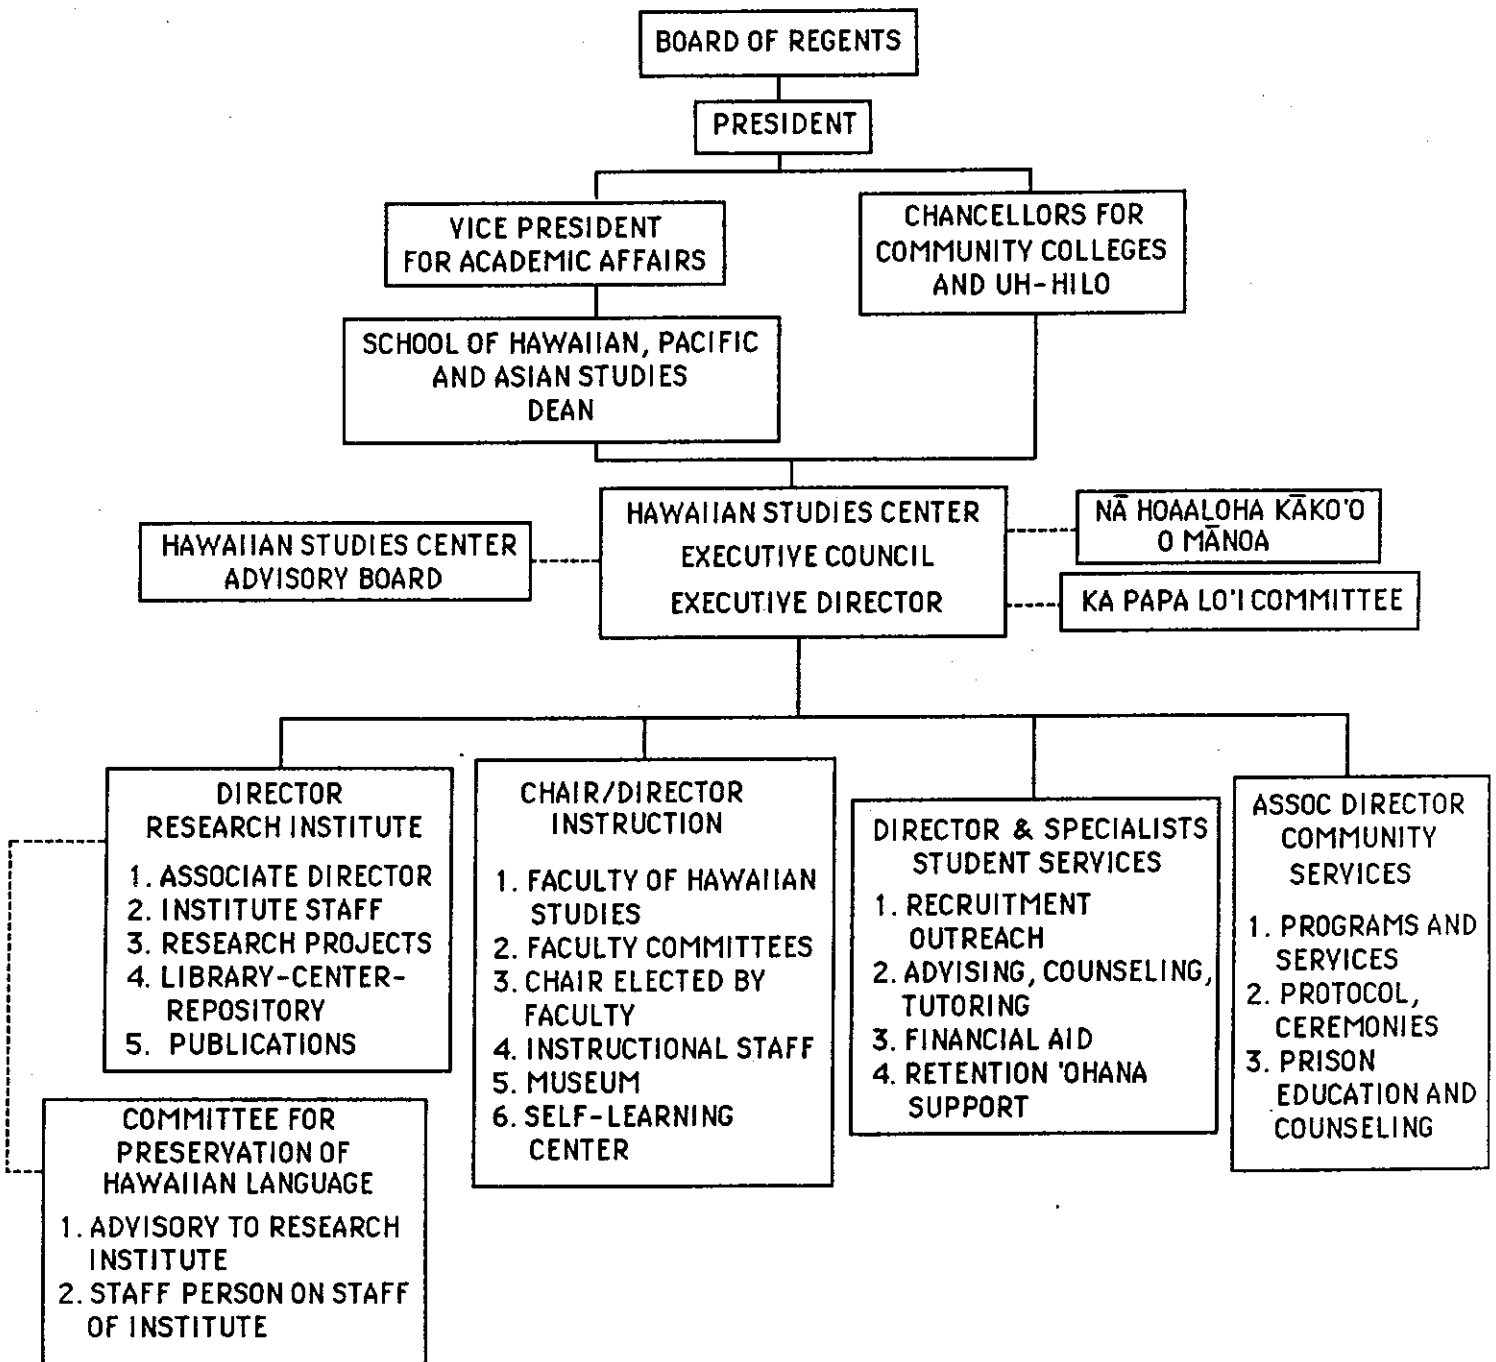 BOARD OF REGENTS
PRESIDENT
VICE PRESIDENT
FOR ACADEMIC AFFAIRS
CHANCELLORS FOR
COMMUNITY COLLEGES
AND UH-HILO
SCHOOL OF HAWAIIAN, PACIFIC
AND ASIAN STUDIES
DEAN
HAWAIIAN STUDIES CENTER
EXECUTIVE COUNCIL
EXECUTIVE DIRECTOR
HAWAIIAN STUDIES CENTER
ADVISORY BOARD
NĀ HOAALOHA KĀKO'O
O MĀNOA
KA PAPA LO'I COMMITTEE
DIRECTOR
RESEARCH INSTITUTE
1. ASSOCIATE DIRECTOR
2. INSTITUTE STAFF
3. RESEARCH PROJECTS
4. LIBRARY-CENTER-
REPOSITORY
5. PUBLICATIONS
COMMITTEE FOR
PRESERVATION OF
HAWAIIAN LANGUAGE
1. ADVISORY TO RESEARCH
INSTITUTE
2. STAFF PERSON ON STAFF
OF INSTITUTE
CHAIR/DIRECTOR
INSTRUCTION
1. FACULTY OF HAWAIIAN
STUDIES
2. FACULTY COMMITTEES
3. CHAIR ELECTED BY
FACULTY
4. INSTRUCTIONAL STAFF
5. MUSEUM
6. SELF-LEARNING
CENTER
DIRECTOR & SPECIALISTS
STUDENT SERVICES
1. RECRUITMENT
OUTREACH
2. ADVISING, COUNSELING,
TUTORING
3. FINANCIAL AID
4. RETENTION 'OHANA
SUPPORT
ASSOC DIRECTOR
COMMUNITY
SERVICES
1. PROGRAMS AND
SERVICES
2. PROTOCOL,
CEREMONIES
3. PRISON
EDUCATION AND
COUNSELING